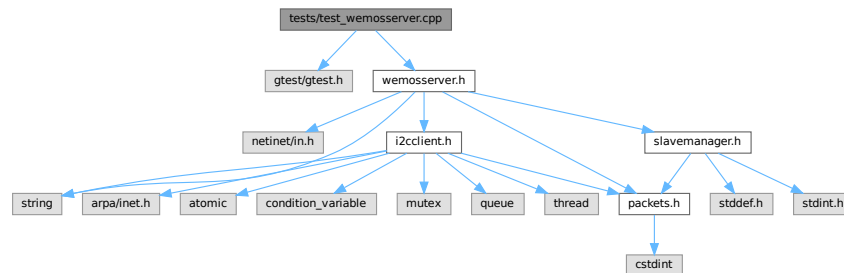 tests/test_wemosserver.cpp
gtest/gtest.h
wemosserver.h
netinet/in.h
i2cclient.h
slavemanager.h
string
arpa/inet.h
atomic
condition_variable
mutex
queue
thread
packets.h
stddef.h
stdint.h
cstdint